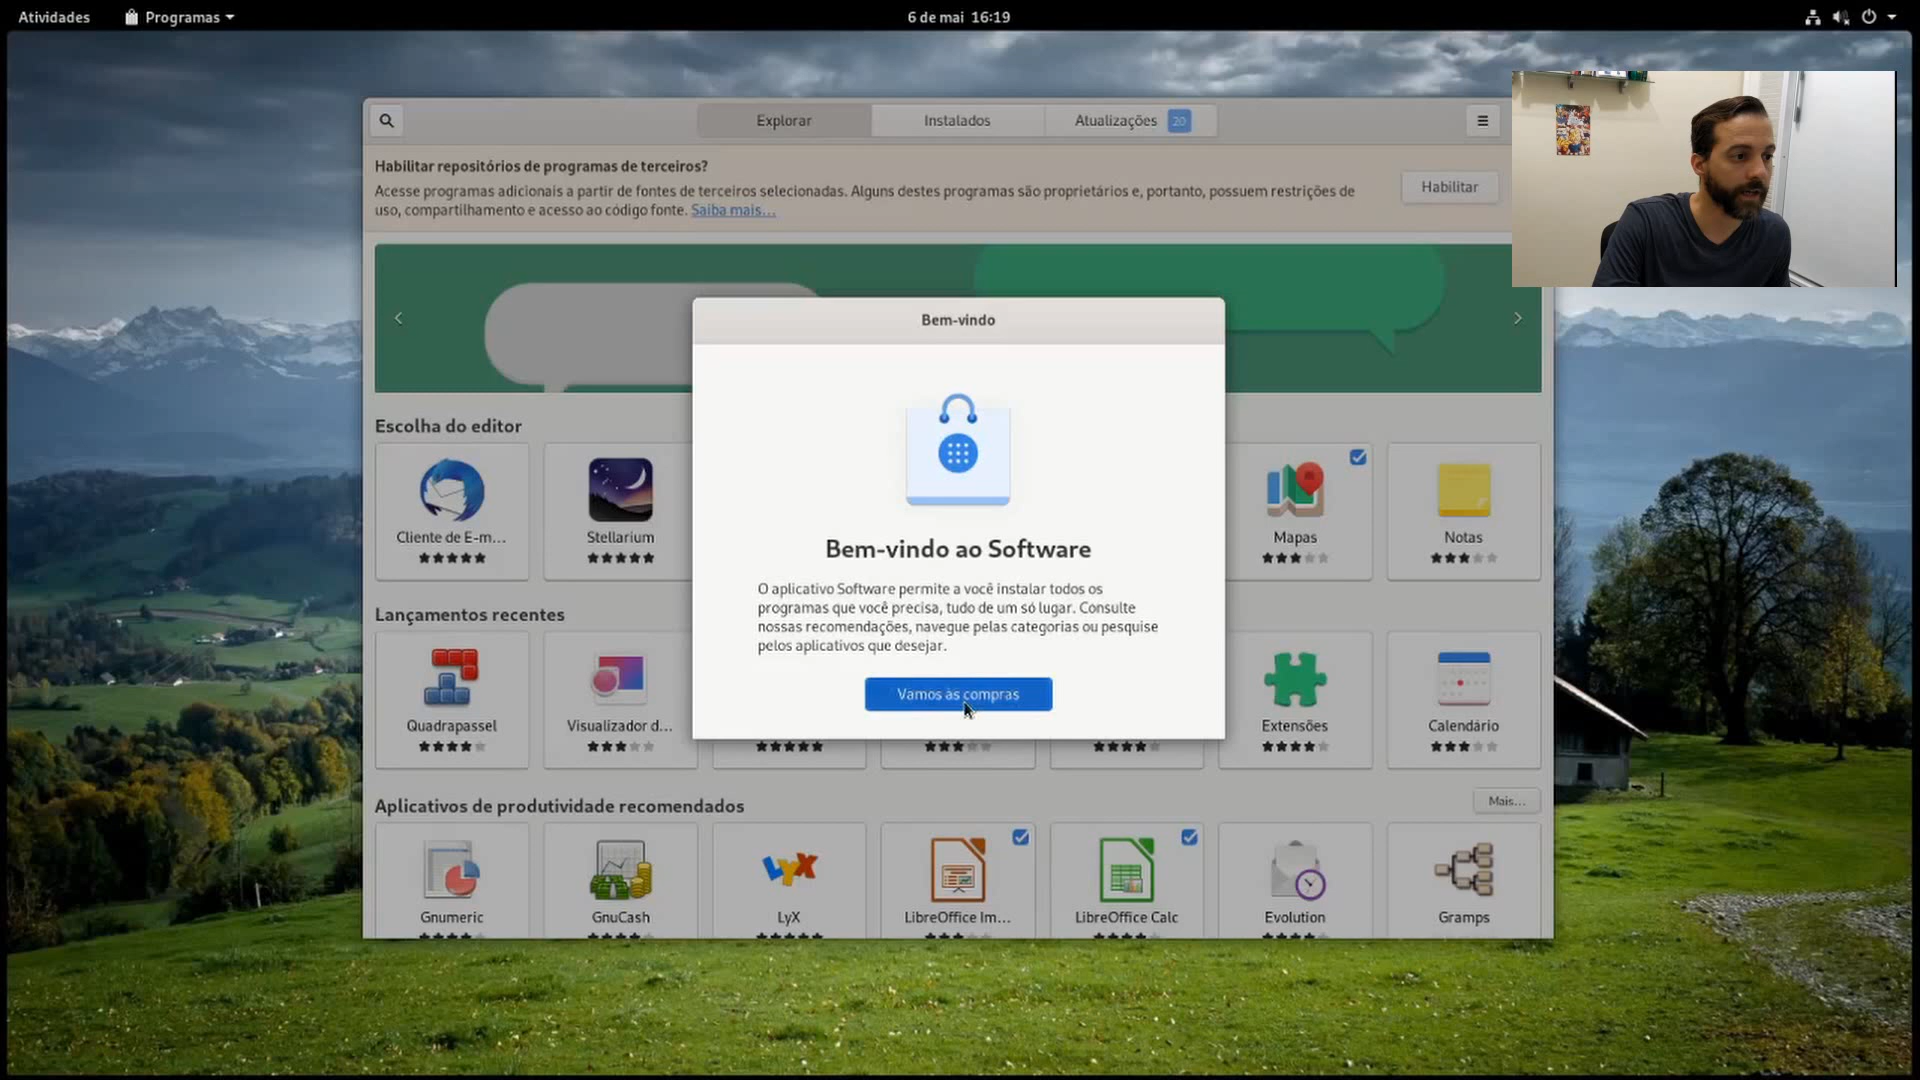 Atividades
Programas
6 de mai 16:19
Explorar
Instalados
Atualizações 20
Habilitar repositórios de programas de terceiros?
Acesse programas adicionais a partir de fontes de terceiros selecionadas. Alguns destes programas são proprietários e, portanto, possuem restrições de
uso, compartilhamento e acesso ao código fonte. Saiba mais...
Habilitar
Bem-vindo
Bem-vindo ao Software
O aplicativo Software permite a você instalar todos os
programas que você precisa, tudo de um só lugar. Consulte
nossas recomendações, navegue pelas categorias ou pesquise
pelos aplicativos que desejar.
Vamos às compras
Escolha do editor
Cliente de E-m...
Stellarium
Mapas
Notas
Lançamentos recentes
Quadrapassel
Visualizador d...
Extensões
Calendário
Aplicativos de produtividade recomendados
Mais...
Gnumeric
GnuCash
LyX
LibreOffice Im...
LibreOffice Calc
Evolution
Gramps